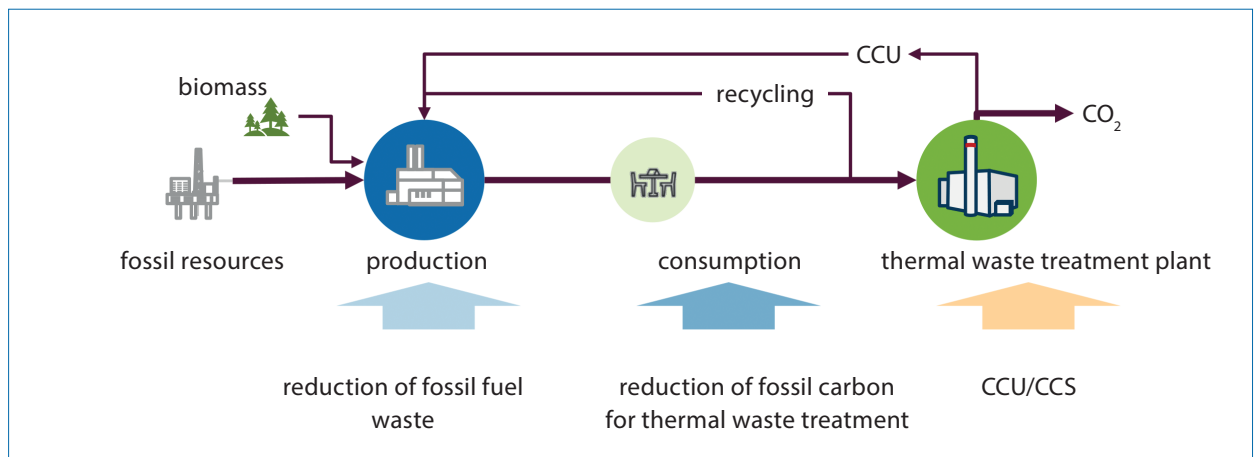 CCU
biomass
recycling
CO₂
fossil resources
production
consumption
thermal waste treatment plant
reduction of fossil fuel
waste
reduction of fossil carbon
for thermal waste treatment
CCU/CCS